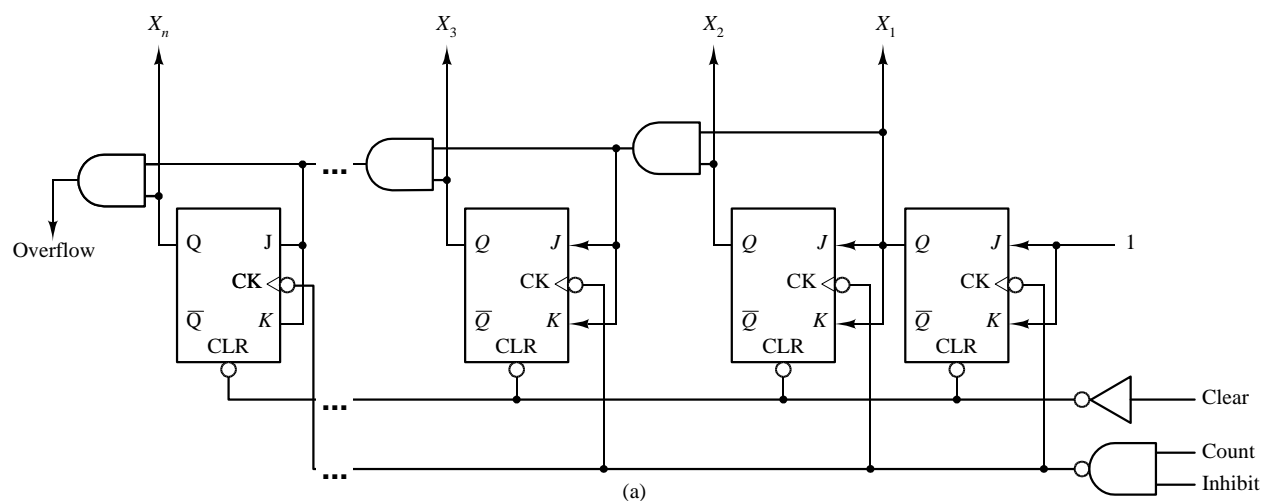 Xₙ X₃ X₂ X₁
Overflow
Q J Q J Q J Q J 1
CK CK CK CK
Q̅ K Q̅ K Q̅ K Q̅ K
CLR CLR CLR CLR
... ...
Clear
...
Count
...
Inhibit
(a)